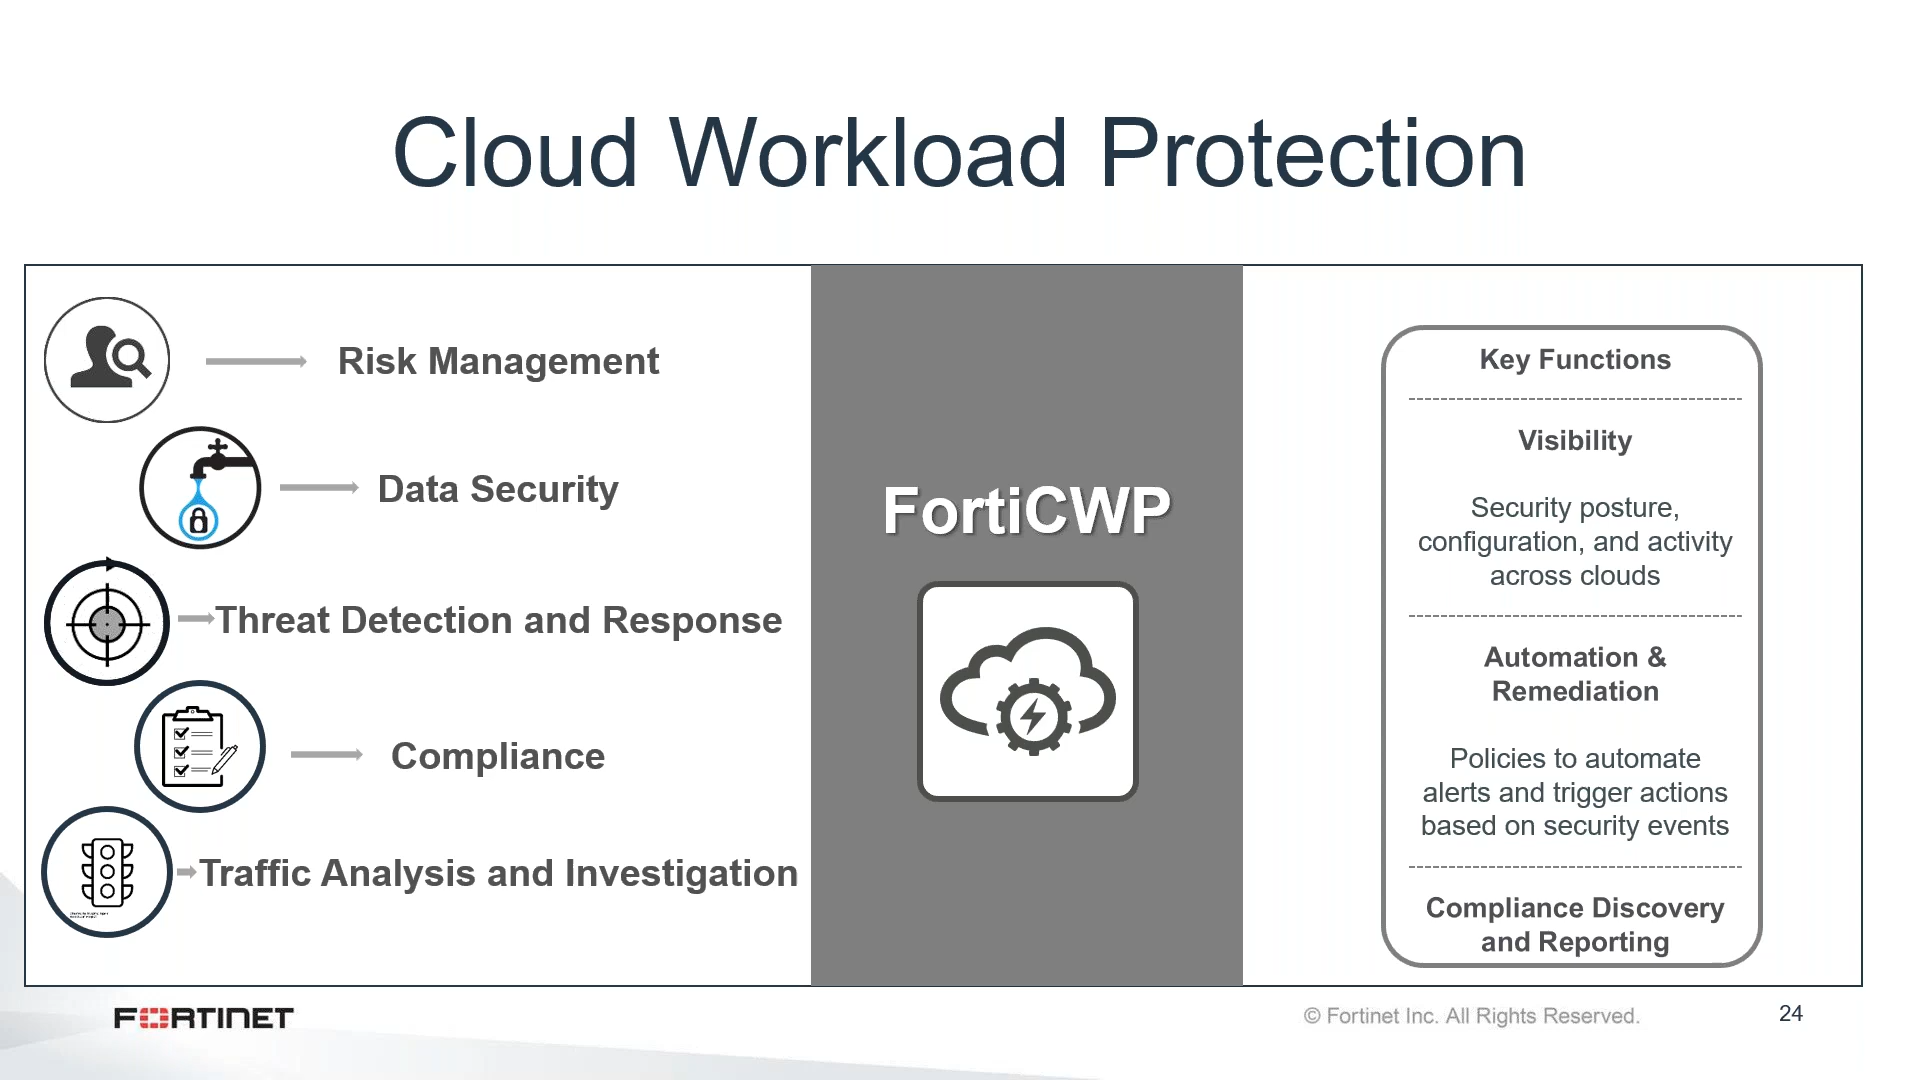 Cloud Workload Protection
Risk Management
Data Security
Threat Detection and Response
Compliance
Traffic Analysis and Investigation
FortiCWP
Key Functions
Visibility
Security posture,
configuration, and activity
across clouds
Automation &
Remediation
Policies to automate
alerts and trigger actions
based on security events
Compliance Discovery
and Reporting
FORTINET
© Fortinet Inc. All Rights Reserved.
24